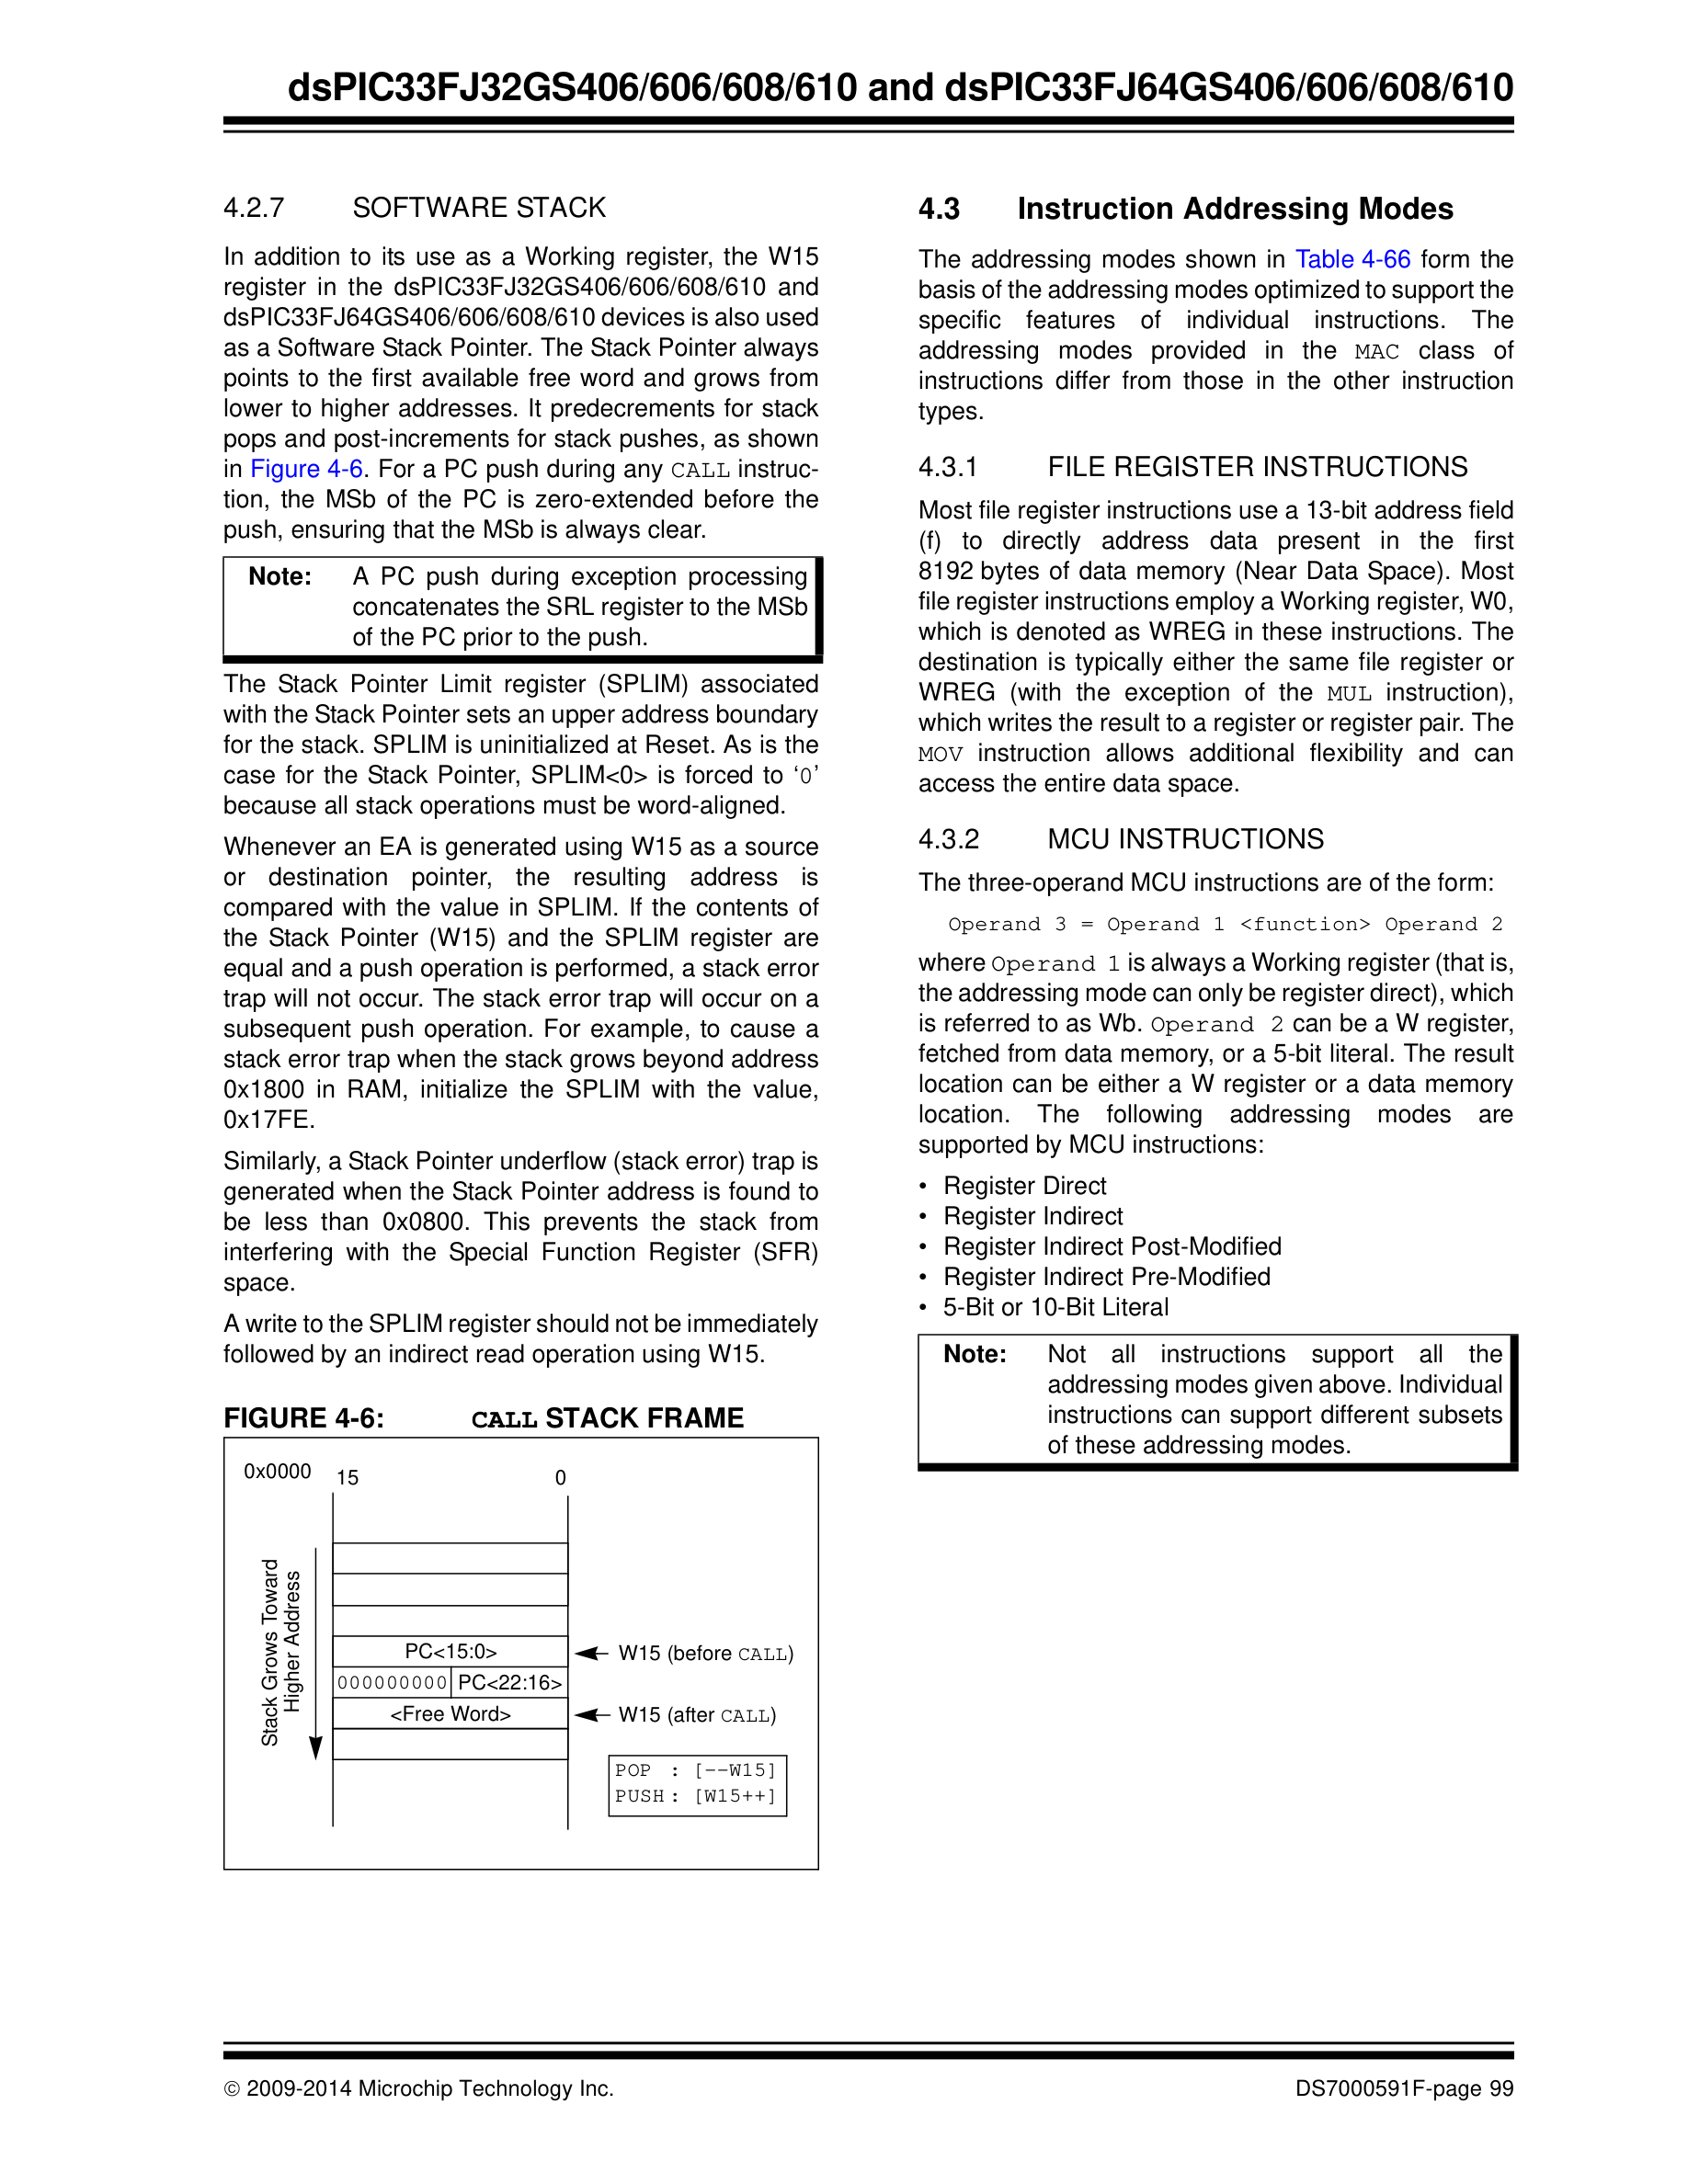 dsPIC33FJ32GS406/606/608/610 and dsPIC33FJ64GS406/606/608/610
4.2.7 SOFTWARE STACK
In addition to its use as a Working register, the W15
register in the dsPIC33FJ32GS406/606/608/610 and
dsPIC33FJ64GS406/606/608/610 devices is also used
as a Software Stack Pointer. The Stack Pointer always
points to the first available free word and grows from
lower to higher addresses. It predecrements for stack
pops and post-increments for stack pushes, as shown
in Figure 4-6. For a PC push during any CALL instruc-
tion, the MSb of the PC is zero-extended before the
push, ensuring that the MSb is always clear.
Note: A PC push during exception processing
concatenates the SRL register to the MSb
of the PC prior to the push.
The Stack Pointer Limit register (SPLIM) associated
with the Stack Pointer sets an upper address boundary
for the stack. SPLIM is uninitialized at Reset. As is the
case for the Stack Pointer, SPLIM<0> is forced to ‘0’
because all stack operations must be word-aligned.
Whenever an EA is generated using W15 as a source
or destination pointer, the resulting address is
compared with the value in SPLIM. If the contents of
the Stack Pointer (W15) and the SPLIM register are
equal and a push operation is performed, a stack error
trap will not occur. The stack error trap will occur on a
subsequent push operation. For example, to cause a
stack error trap when the stack grows beyond address
0x1800 in RAM, initialize the SPLIM with the value,
0x17FE.
Similarly, a Stack Pointer underflow (stack error) trap is
generated when the Stack Pointer address is found to
be less than 0x0800. This prevents the stack from
interfering with the Special Function Register (SFR)
space.
A write to the SPLIM register should not be immediately
followed by an indirect read operation using W15.
FIGURE 4-6: CALL STACK FRAME
0x0000 15 0
Stack Grows Toward
Higher Address
PC<15:0> W15 (before CALL)
000000000 PC<22:16>
<Free Word> W15 (after CALL)
POP : [--W15]
PUSH : [W15++]
4.3 Instruction Addressing Modes
The addressing modes shown in Table 4-66 form the
basis of the addressing modes optimized to support the
specific features of individual instructions. The
addressing modes provided in the MAC class of
instructions differ from those in the other instruction
types.
4.3.1 FILE REGISTER INSTRUCTIONS
Most file register instructions use a 13-bit address field
(f) to directly address data present in the first
8192 bytes of data memory (Near Data Space). Most
file register instructions employ a Working register, W0,
which is denoted as WREG in these instructions. The
destination is typically either the same file register or
WREG (with the exception of the MUL instruction),
which writes the result to a register or register pair. The
MOV instruction allows additional flexibility and can
access the entire data space.
4.3.2 MCU INSTRUCTIONS
The three-operand MCU instructions are of the form:
Operand 3 = Operand 1 <function> Operand 2
where Operand 1 is always a Working register (that is,
the addressing mode can only be register direct), which
is referred to as Wb. Operand 2 can be a W register,
fetched from data memory, or a 5-bit literal. The result
location can be either a W register or a data memory
location. The following addressing modes are
supported by MCU instructions:
• Register Direct
• Register Indirect
• Register Indirect Post-Modified
• Register Indirect Pre-Modified
• 5-Bit or 10-Bit Literal
Note: Not all instructions support all the
addressing modes given above. Individual
instructions can support different subsets
of these addressing modes.
© 2009-2014 Microchip Technology Inc. DS7000591F-page 99